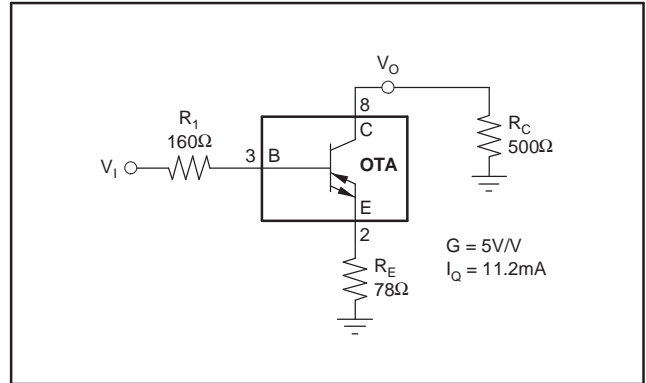 V_O
8
R_1
160Ω
R_C
500Ω
C
V_I
3
B
OTA
E
2
G = 5V/V
I_Q = 11.2mA
R_E
78Ω